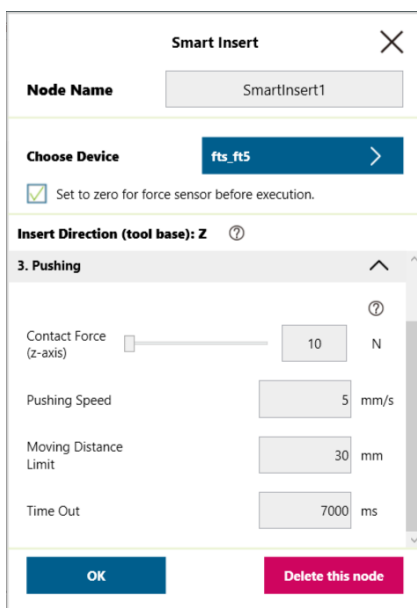 Smart Insert
Node Name SmartInsert1
Choose Device fts_ft5
Set to zero for force sensor before execution.
Insert Direction (tool base): Z ?
3. Pushing
?
Contact Force
(z-axis) 10 N
Pushing Speed 5 mm/s
Moving Distance
Limit 30 mm
Time Out 7000 ms
OK Delete this node